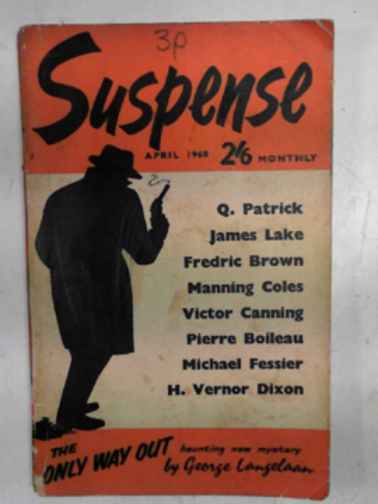 3p
Suspense
APRIL 1960 2/6 MONTHLY
Q. Patrick
James Lake
Fredric Brown
Manning Coles
Victor Canning
Pierre Boileau
Michael Fessier
H. Vernor Dixon
THE
ONLY WAY OUT haunting new mystery
by George Langelaan